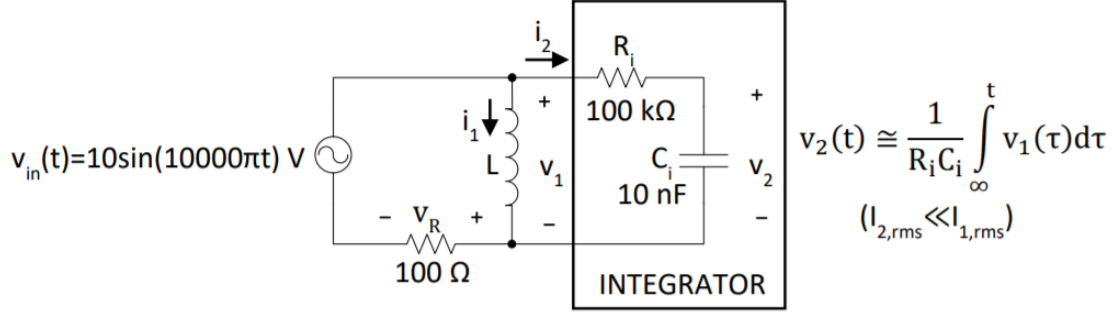 i₂
Rᵢ
100 kΩ
+
i₁
L
v₁
−
vᵢₙ(t)=10sin(10000πt) V
Cᵢ
10 nF
+
v₂
−
− V_R +
100 Ω
INTEGRATOR
v₂(t) ≅ 1/(RᵢCᵢ) ∫_∞^t v₁(τ)dτ
(I₂,rms≪I₁,rms)